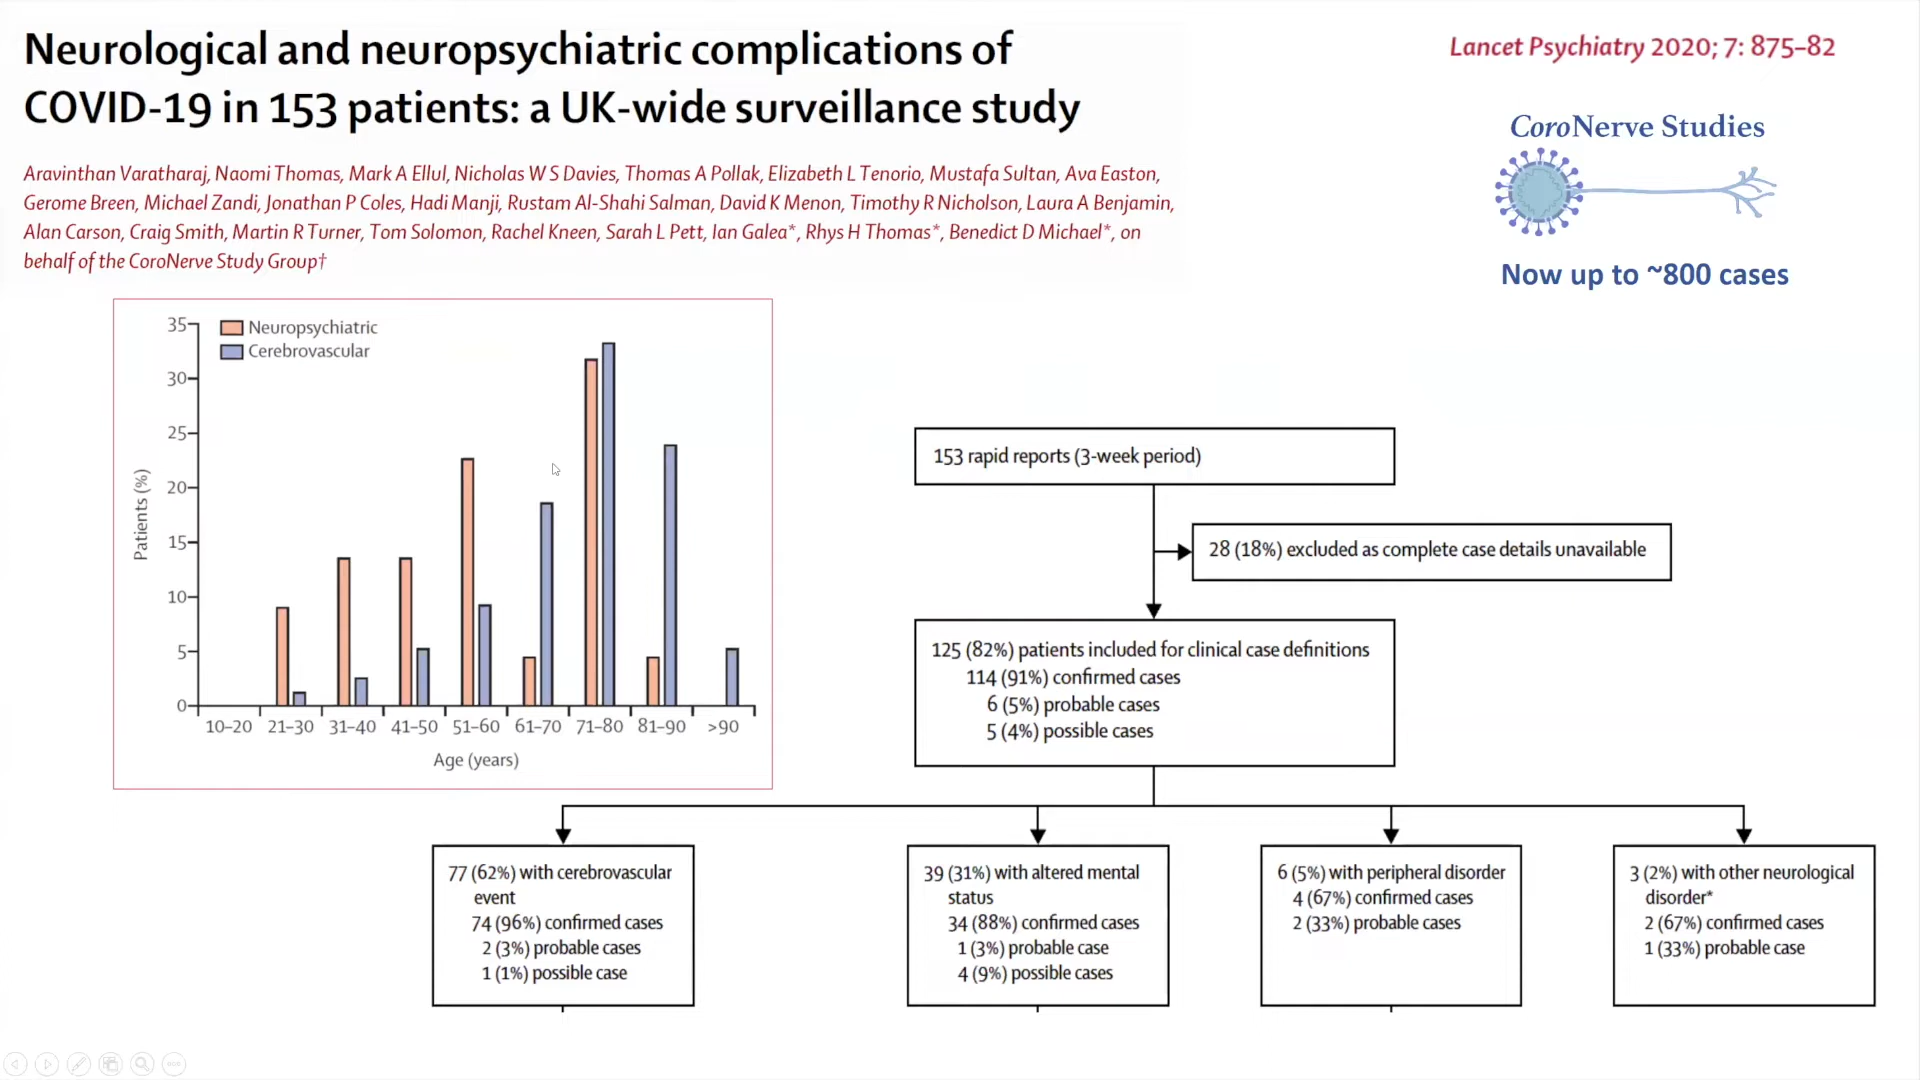 Neurological and neuropsychiatric complications of
COVID-19 in 153 patients: a UK-wide surveillance study
Lancet Psychiatry 2020; 7: 875–82
Aravinthan Varatharaj, Naomi Thomas, Mark A Ellul, Nicholas W S Davies, Thomas A Pollak, Elizabeth L Tenorio, Mustafa Sultan, Ava Easton,
Gerome Breen, Michael Zandi, Jonathan P Coles, Hadi Manji, Rustam Al-Shahi Salman, David K Menon, Timothy R Nicholson, Laura A Benjamin,
Alan Carson, Craig Smith, Martin R Turner, Tom Solomon, Rachel Kneen, Sarah L Pett, Ian Galea*, Rhys H Thomas*, Benedict D Michael*, on
behalf of the CoroNerve Study Group†
CoroNerve Studies
Now up to ~800 cases
Neuropsychiatric
Cerebrovascular
35
30
25
20
15
10
5
0
Patients (%)
10–20 21–30 31–40 41–50 51–60 61–70 71–80 81–90 >90
Age (years)
153 rapid reports (3-week period)
28 (18%) excluded as complete case details unavailable
125 (82%) patients included for clinical case definitions
114 (91%) confirmed cases
6 (5%) probable cases
5 (4%) possible cases
77 (62%) with cerebrovascular
event
74 (96%) confirmed cases
2 (3%) probable cases
1 (1%) possible case
39 (31%) with altered mental
status
34 (88%) confirmed cases
1 (3%) probable case
4 (9%) possible cases
6 (5%) with peripheral disorder
4 (67%) confirmed cases
2 (33%) probable cases
3 (2%) with other neurological
disorder*
2 (67%) confirmed cases
1 (33%) probable case